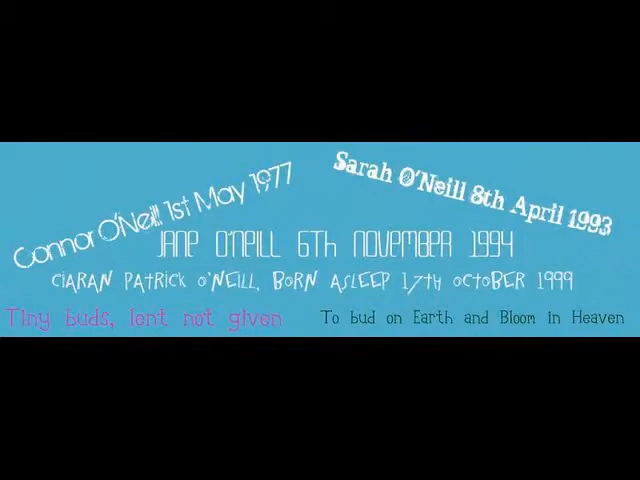 Connor O'Neill 1st May 1977
Sarah O'Neill 8th April 1993
JANE O'NEILL 6Th NOVEMBER 1994
CIARAN PATRICK O'NEILL, BORN ASLEEP 17TH OCTOBER 1999
Tiny buds, lent not given
To bud on Earth and Bloom in Heaven